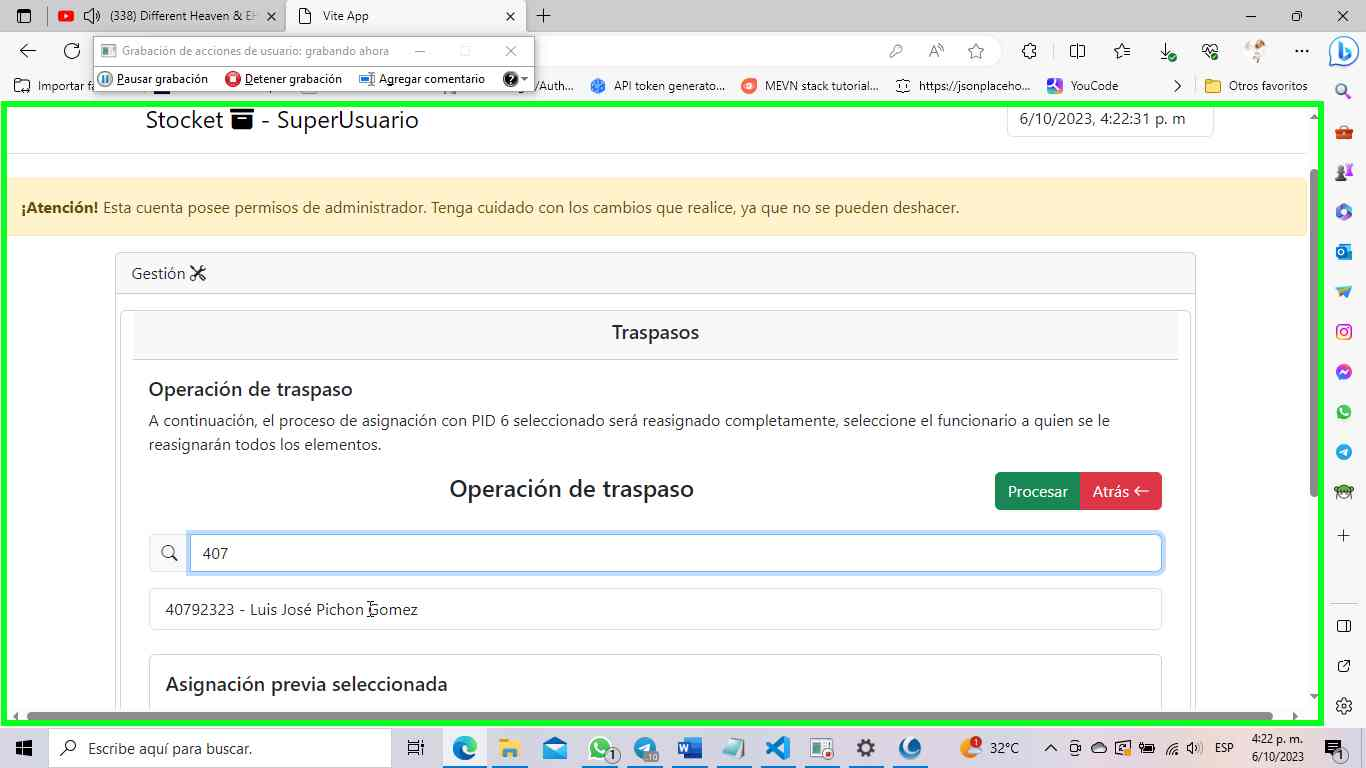 (338) Different Heaven & EH
Vite App
Grabación de acciones de usuario: grabando ahora
Pausar grabación
Detener grabación
Agregar comentario
Importar fa
/Auth...
API token generato...
MEVN stack tutorial...
https://jsonplaceho...
YouCode
Otros favoritos
Stocket - SuperUsuario
6/10/2023, 4:22:31 p. m
¡Atención! Esta cuenta posee permisos de administrador. Tenga cuidado con los cambios que realice, ya que no se pueden deshacer.
Gestión
Traspasos
Operación de traspaso
A continuación, el proceso de asignación con PID 6 seleccionado será reasignado completamente, seleccione el funcionario a quien se le
reasignarán todos los elementos.
Operación de traspaso
Procesar
Atrás ←
407
40792323 - Luis José Pichon Gomez
Asignación previa seleccionada
Escribe aquí para buscar.
1
10
1
32°C
ESP
4:22 p. m.
6/10/2023
1